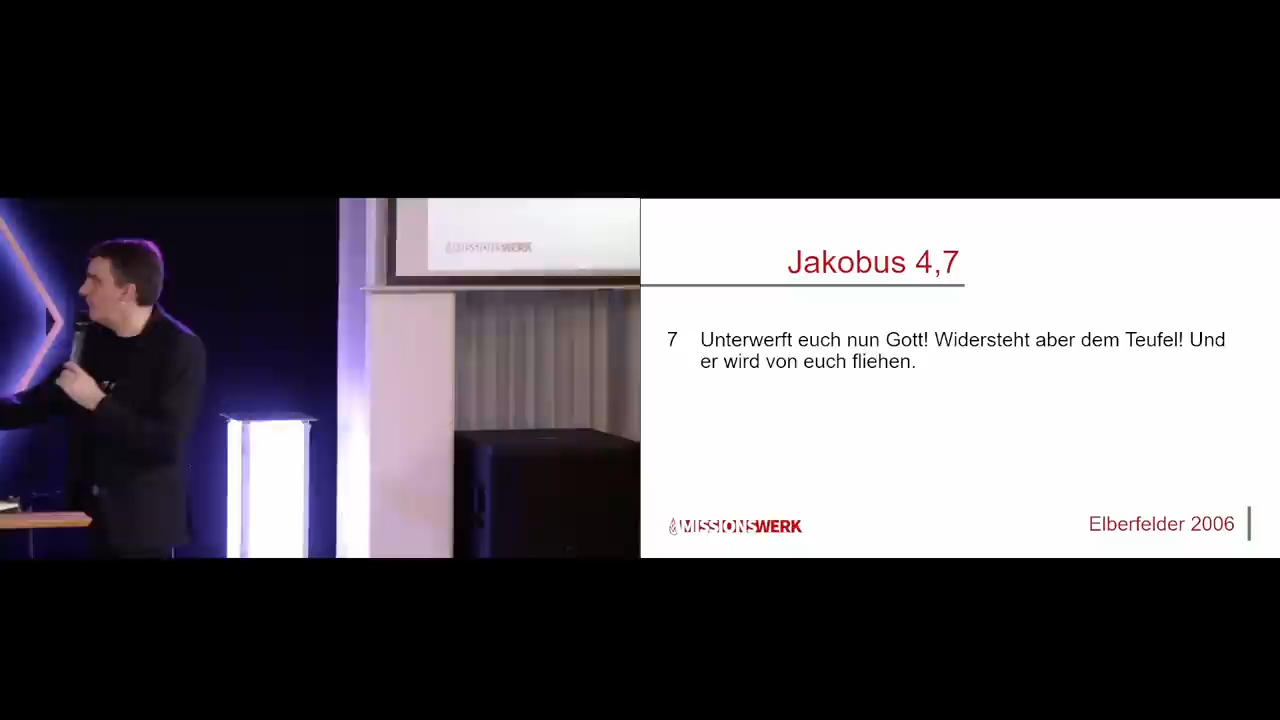 MISSIONSWERK
Jakobus 4,7
7 Unterwerft euch nun Gott! Widersteht aber dem Teufel! Und
er wird von euch fliehen.
MISSIONSWERK
Elberfelder 2006